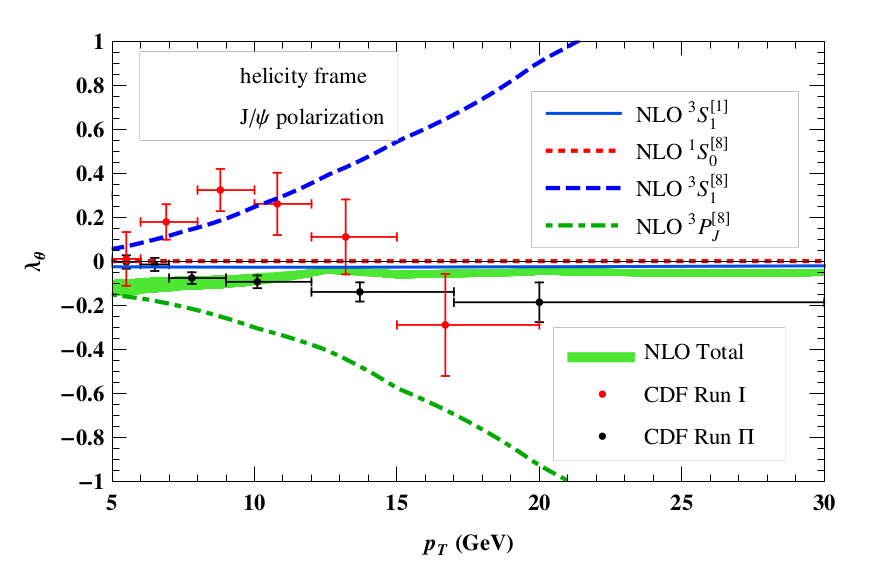 helicity frame
J/ψ polarization
NLO ³S₁^[1]
NLO ¹S₀^[8]
NLO ³S₁^[8]
NLO ³P_J^[8]
NLO Total
CDF Run I
CDF Run Π
1
0.8
0.6
0.4
0.2
0
−0.2
−0.4
−0.6
−0.8
−1
λ_θ
5 10 15 20 25 30
p_T (GeV)